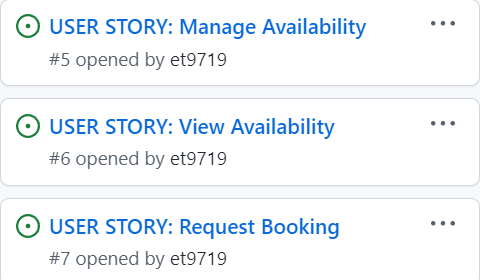 USER STORY: Manage Availability
#5 opened by et9719
USER STORY: View Availability
#6 opened by et9719
USER STORY: Request Booking
#7 opened by et9719